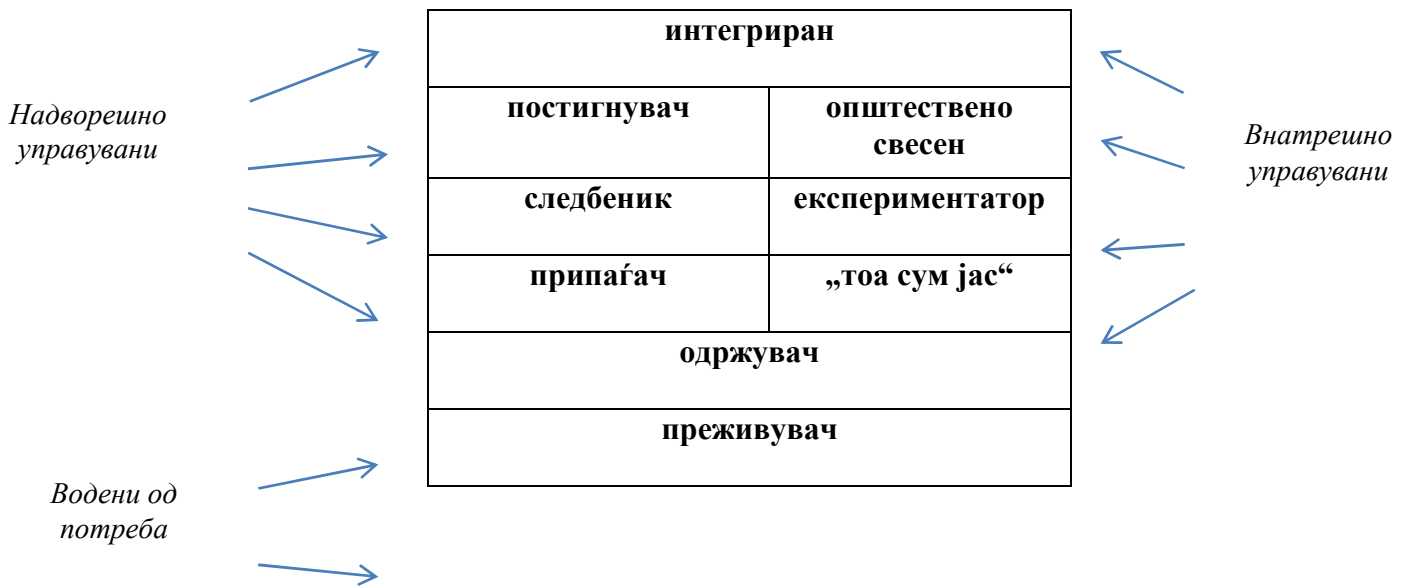 интегриран
Надворешно
управувани
постигнувач
општествено
свесен
Внатрешно
управувани
следбеник
експериментатор
припаѓач
„тоа сум јас“
одржувач
преживувач
Водени од
потреба